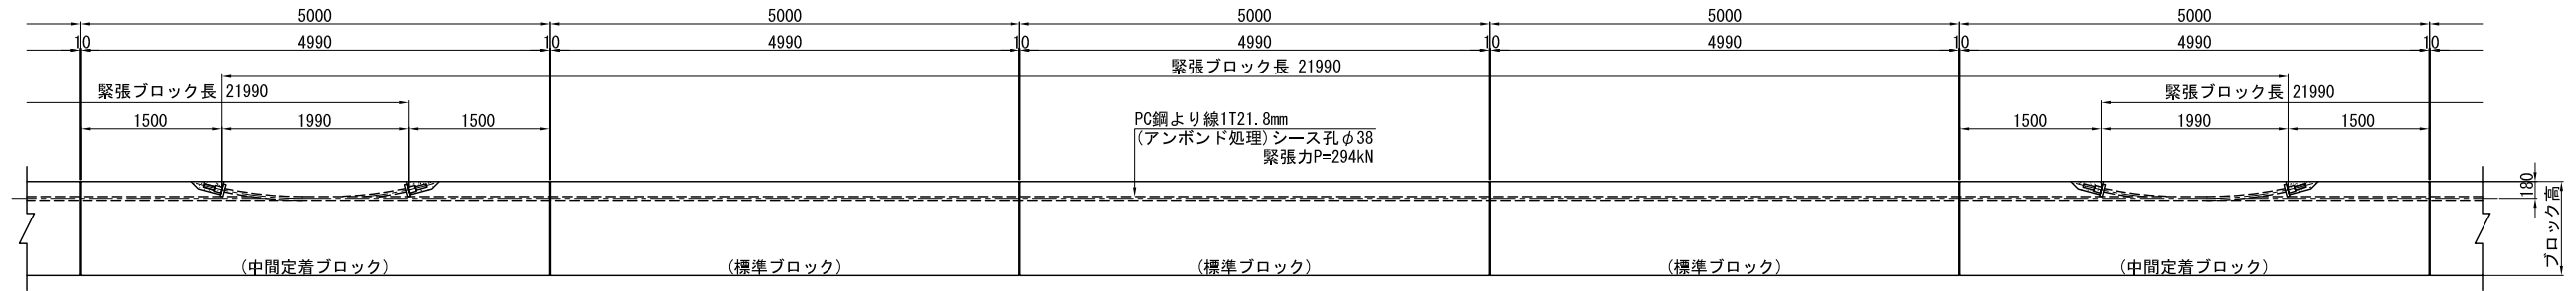 5000 5000 5000 5000 5000
10 4990 10 4990 10 4990 10 4990 10 4990 10
緊張ブロック長 21990
緊張ブロック長 21990 緊張ブロック長 21990
1500 1990 1500 1500 1990 1500
PC鋼より線1T21.8mm
(アンボンド処理)シース孔φ38
緊張力P=294kN
180
ブロック高
(中間定着ブロック) (標準ブロック) (標準ブロック) (標準ブロック) (中間定着ブロック)